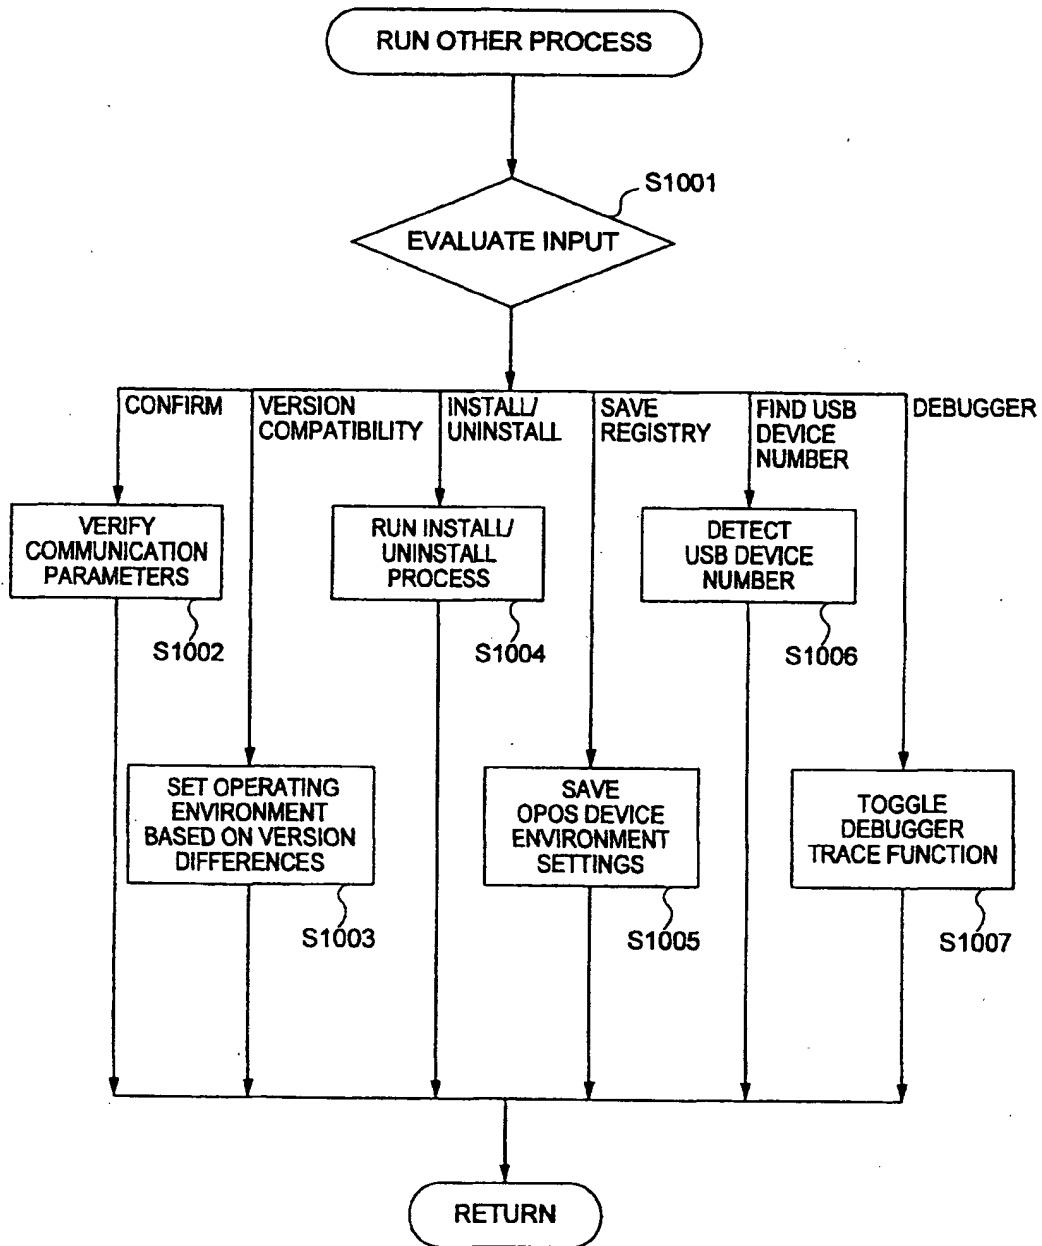 RUN OTHER PROCESS
S1001
EVALUATE INPUT
CONFIRM
VERSION
COMPATIBILITY
INSTALL/
UNINSTALL
SAVE
REGISTRY
FIND USB
DEVICE
NUMBER
DEBUGGER
VERIFY
COMMUNICATION
PARAMETERS
S1002
RUN INSTALL/
UNINSTALL
PROCESS
S1004
DETECT
USB DEVICE
NUMBER
S1006
SET OPERATING
ENVIRONMENT
BASED ON VERSION
DIFFERENCES
S1003
SAVE
OPOS DEVICE
ENVIRONMENT
SETTINGS
S1005
TOGGLE
DEBUGGER
TRACE FUNCTION
S1007
RETURN